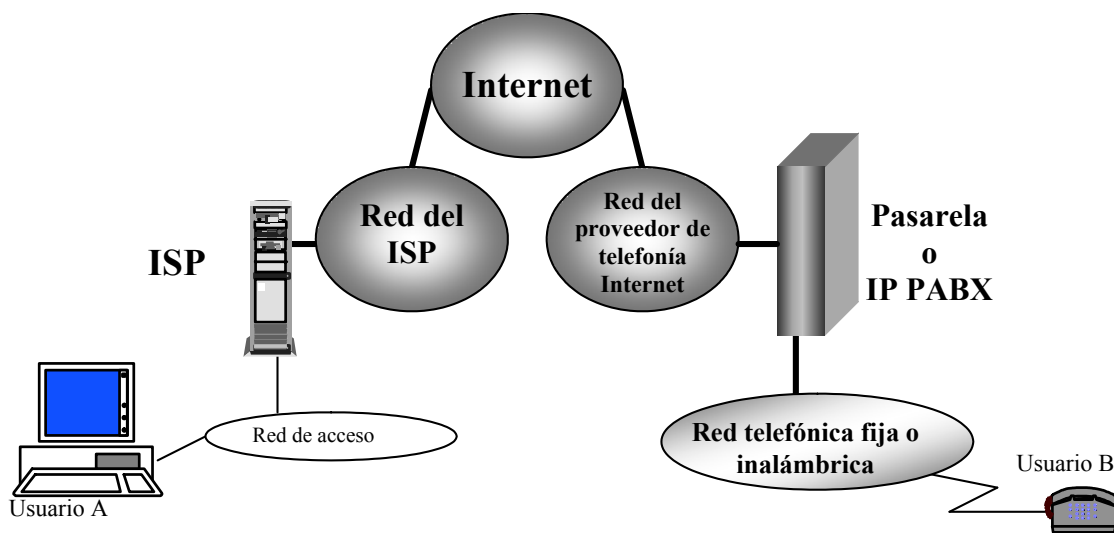 Internet
Red del
ISP
Red del
proveedor de
telefonía
Internet
ISP
Pasarela
o
IP PABX
Red de acceso
Red telefónica fija o
inalámbrica
Usuario A
Usuario B